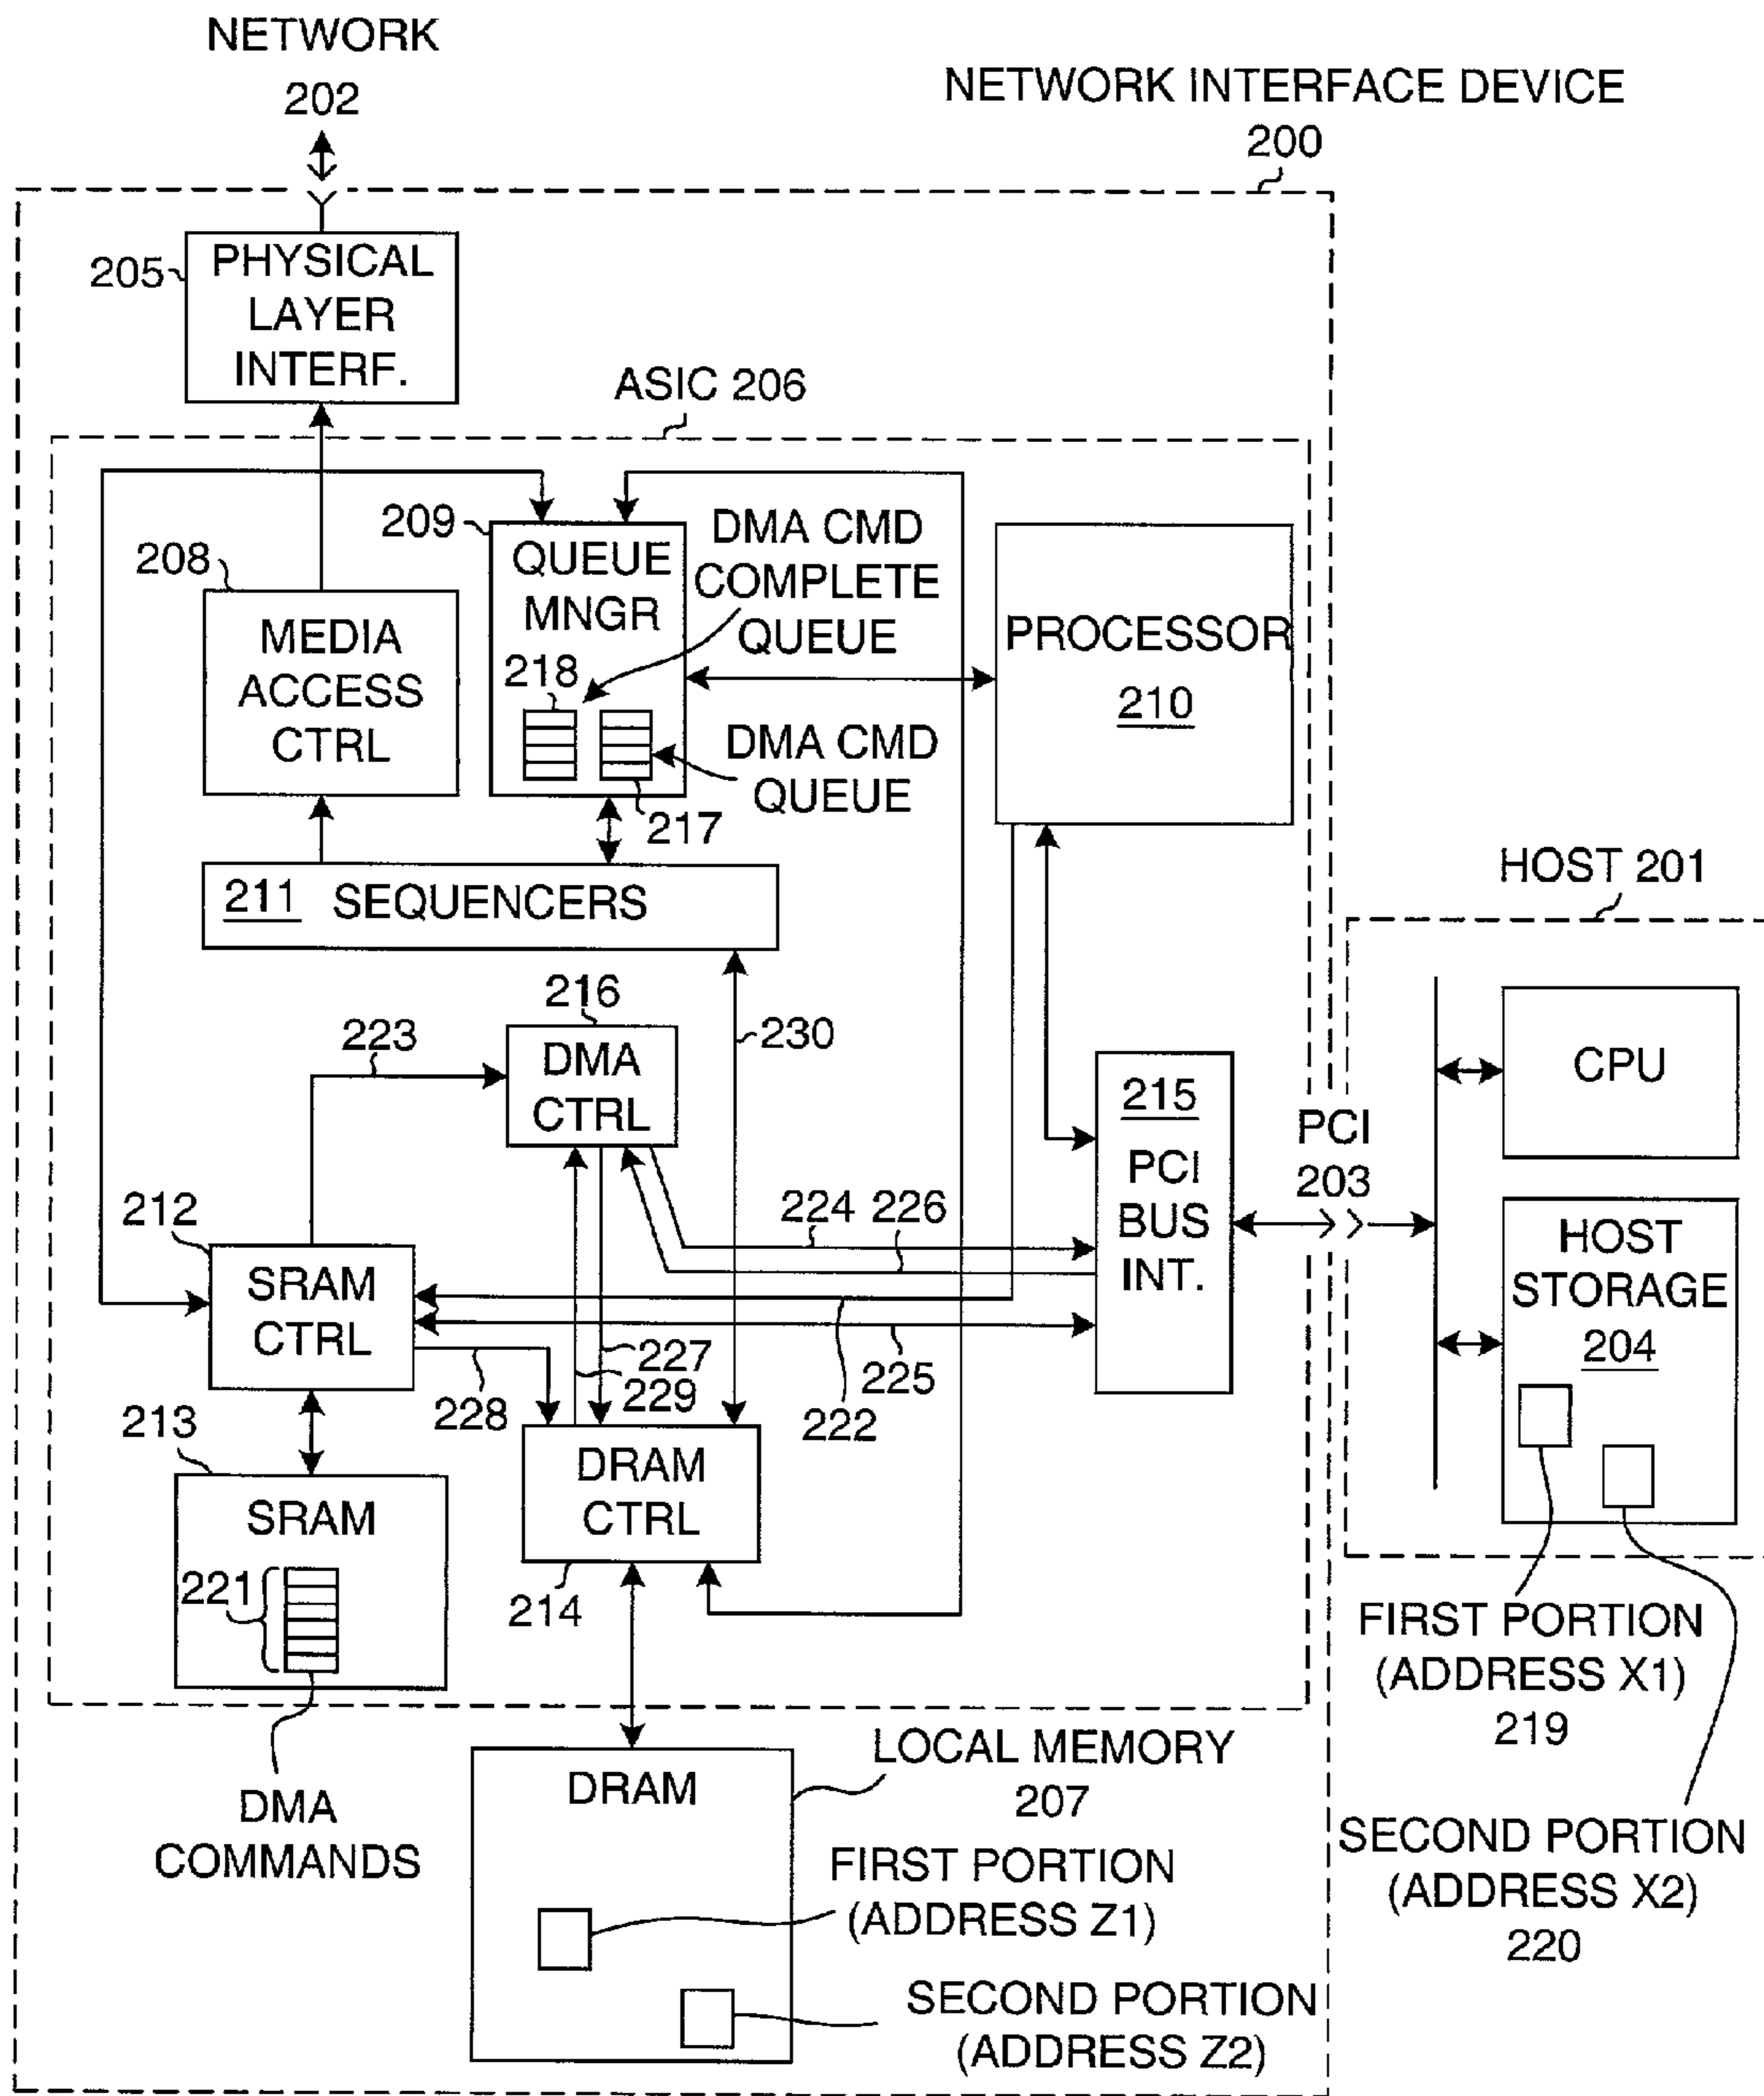 NETWORK
202
NETWORK INTERFACE DEVICE
200
205
PHYSICAL
LAYER
INTERF.
ASIC 206
209
QUEUE
MNGR
218
217
DMA CMD
COMPLETE
QUEUE
DMA CMD
QUEUE
208
MEDIA
ACCESS
CTRL
PROCESSOR
210
211 SEQUENCERS
HOST 201
216
DMA
CTRL
223
230
215
PCI
BUS
INT.
PCI
203
CPU
HOST
STORAGE
204
212
SRAM
CTRL
224
226
227
229
228
225
222
213
SRAM
221
DRAM
CTRL
214
FIRST PORTION
(ADDRESS X1)
219
SECOND PORTION
(ADDRESS X2)
220
DMA
COMMANDS
DRAM
LOCAL MEMORY
207
FIRST PORTION
(ADDRESS Z1)
SECOND PORTION
(ADDRESS Z2)